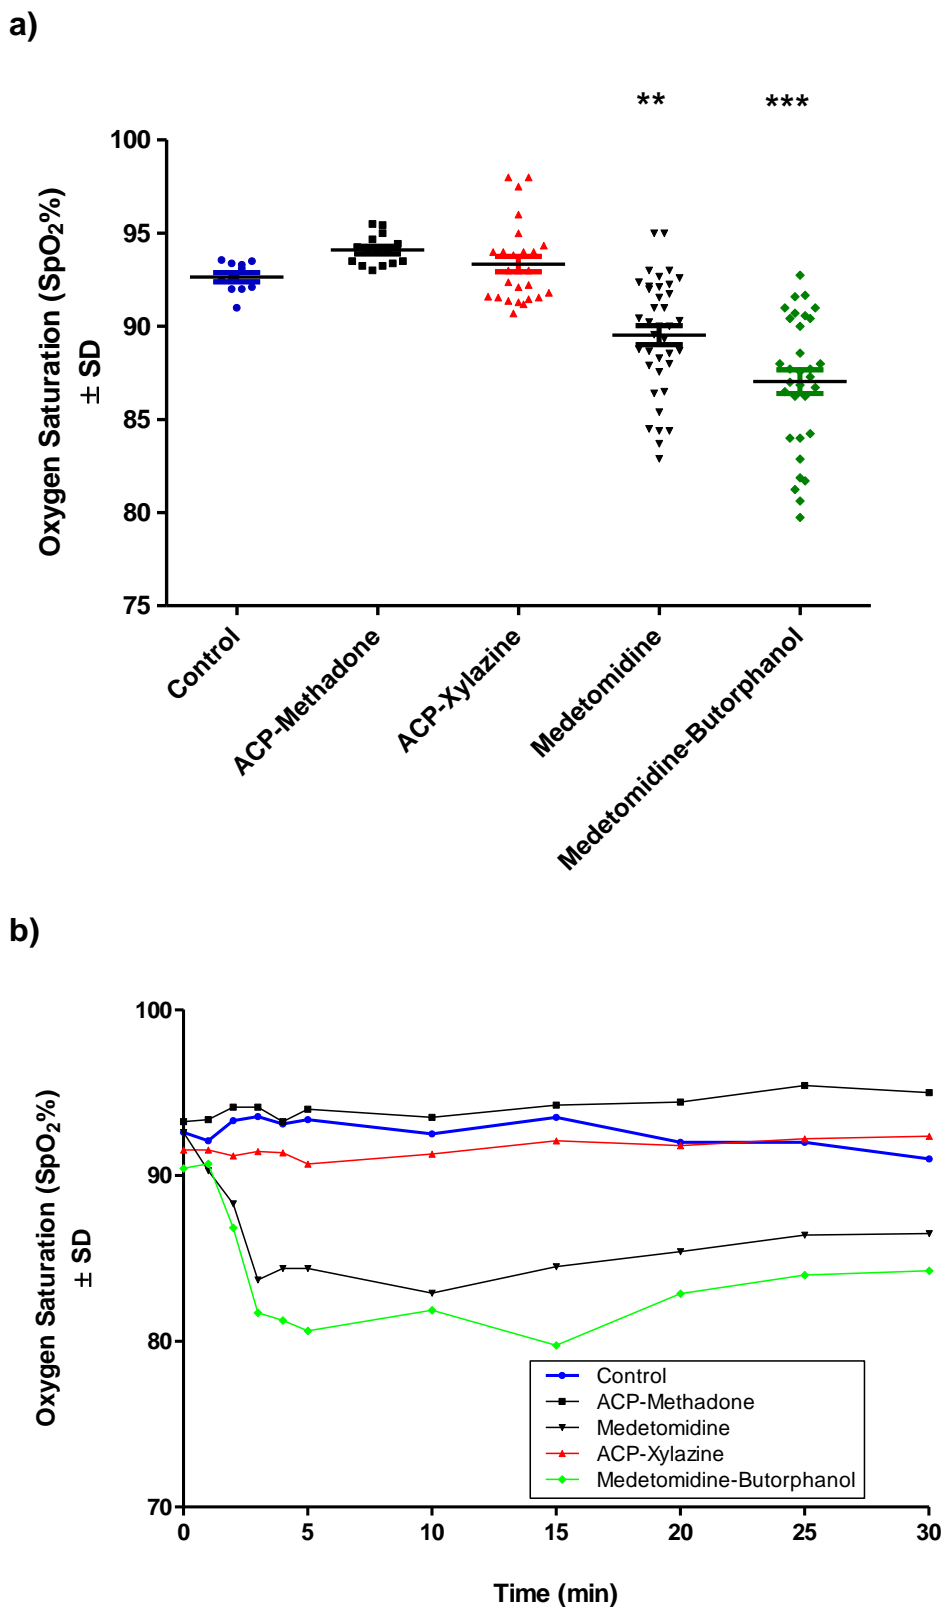 a)
** ***
100
95
90
85
80
75
Oxygen Saturation (SpO₂%)
± SD
Control
ACP-Methadone
ACP-Xylazine
Medetomidine
Medetomidine-Butorphanol
b)
100
90
80
70
Oxygen Saturation (SpO₂%)
± SD
Control
ACP-Methadone
Medetomidine
ACP-Xylazine
Medetomidine-Butorphanol
0 5 10 15 20 25 30
Time (min)